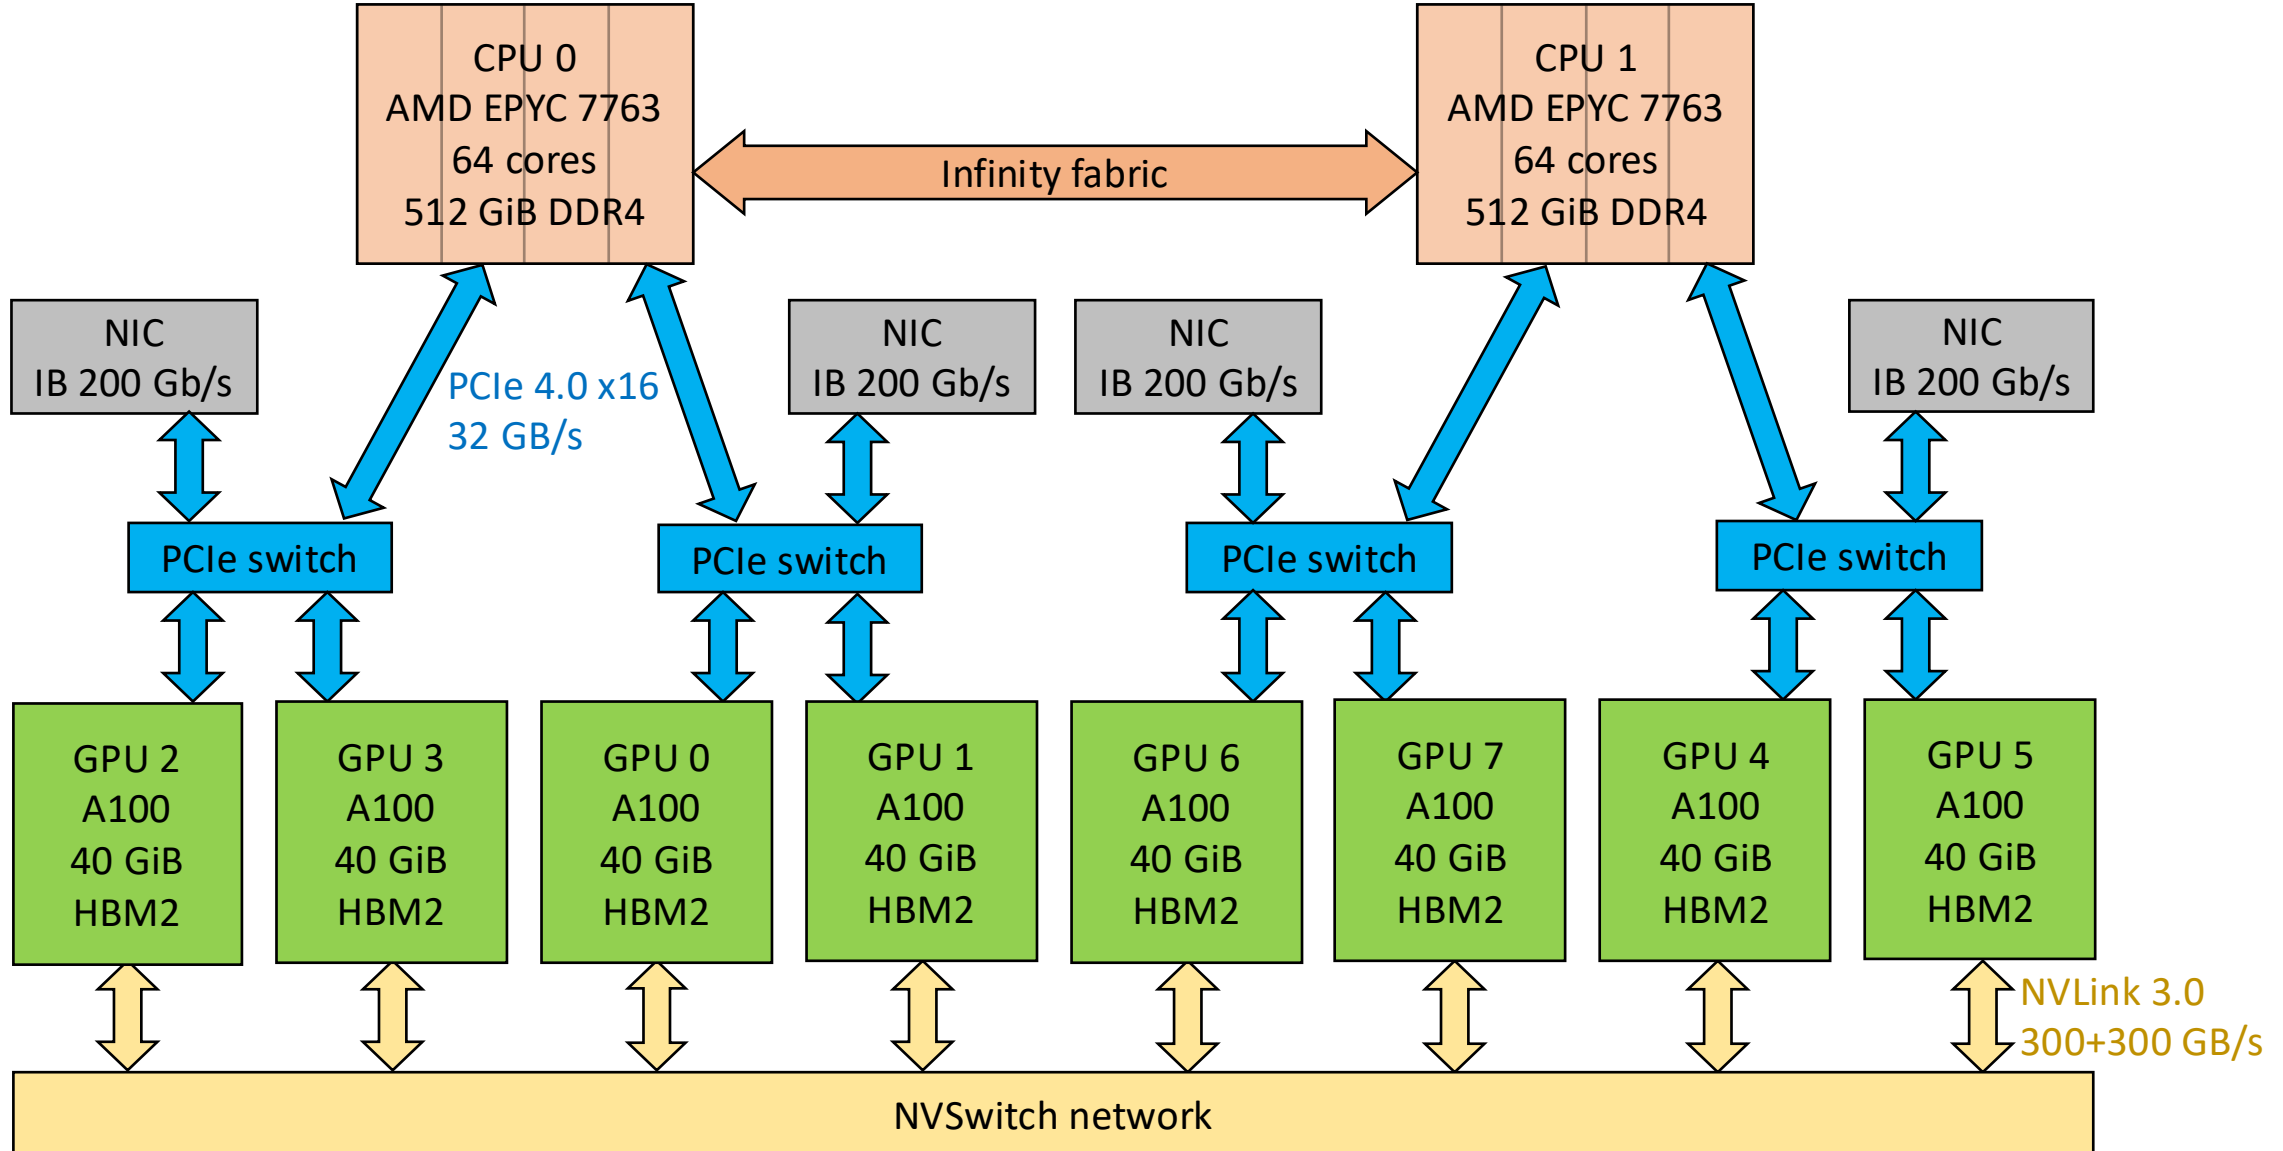 CPU 0
AMD EPYC 7763
64 cores
512 GiB DDR4
Infinity fabric
CPU 1
AMD EPYC 7763
64 cores
512 GiB DDR4
NIC
IB 200 Gb/s
PCIe 4.0 x16
32 GB/s
NIC
IB 200 Gb/s
NIC
IB 200 Gb/s
NIC
IB 200 Gb/s
PCIe switch
PCIe switch
PCIe switch
PCIe switch
GPU 2
A100
40 GiB
HBM2
GPU 3
A100
40 GiB
HBM2
GPU 0
A100
40 GiB
HBM2
GPU 1
A100
40 GiB
HBM2
GPU 6
A100
40 GiB
HBM2
GPU 7
A100
40 GiB
HBM2
GPU 4
A100
40 GiB
HBM2
GPU 5
A100
40 GiB
HBM2
NVLink 3.0
300+300 GB/s
NVSwitch network